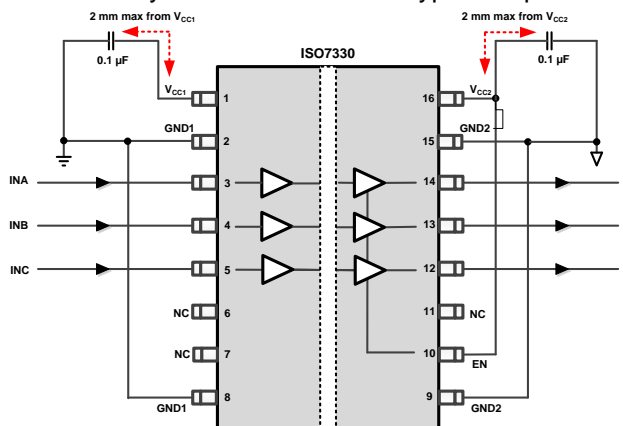 2 mm max from VCC1
2 mm max from VCC2
0.1 µF
0.1 µF
ISO7330
VCC1
1
16
VCC2
GND1
2
15
GND2
INA
3
14
INB
4
13
INC
5
12
NC
6
11
NC
NC
7
10
EN
GND1
8
9
GND2